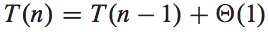 T(n) = T(n − 1) + Θ(1)